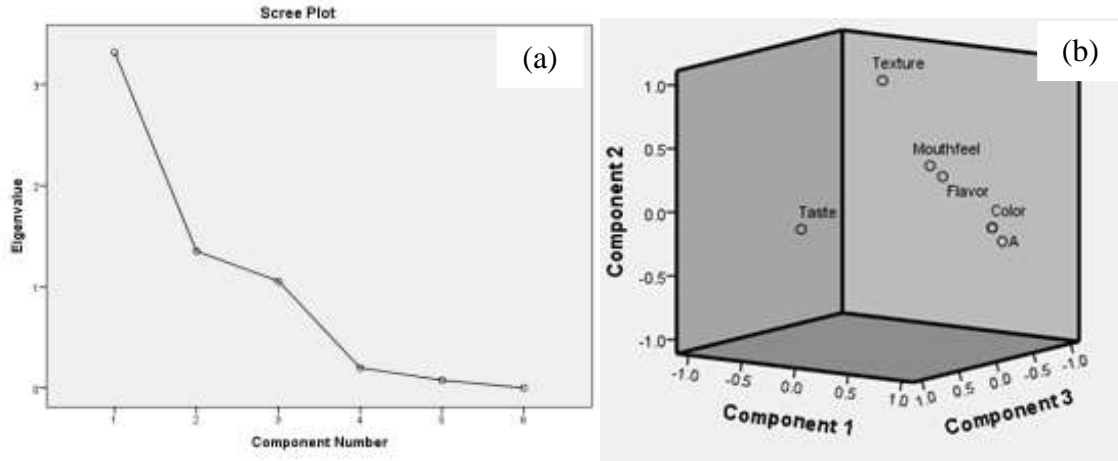 Scree Plot
(a)
3
2
1
0
Eigenvalue
1 2 3 4 5 6
Component Number
(b)
Texture
Mouthfeel
Flavor
Taste
Color
A
1.0
0.5
0.0
-0.5
-1.0
Component 2
-1.0 -0.5 0.0 0.5 1.0
Component 1
1.0 0.5 0.0 -0.5 -1.0
Component 3